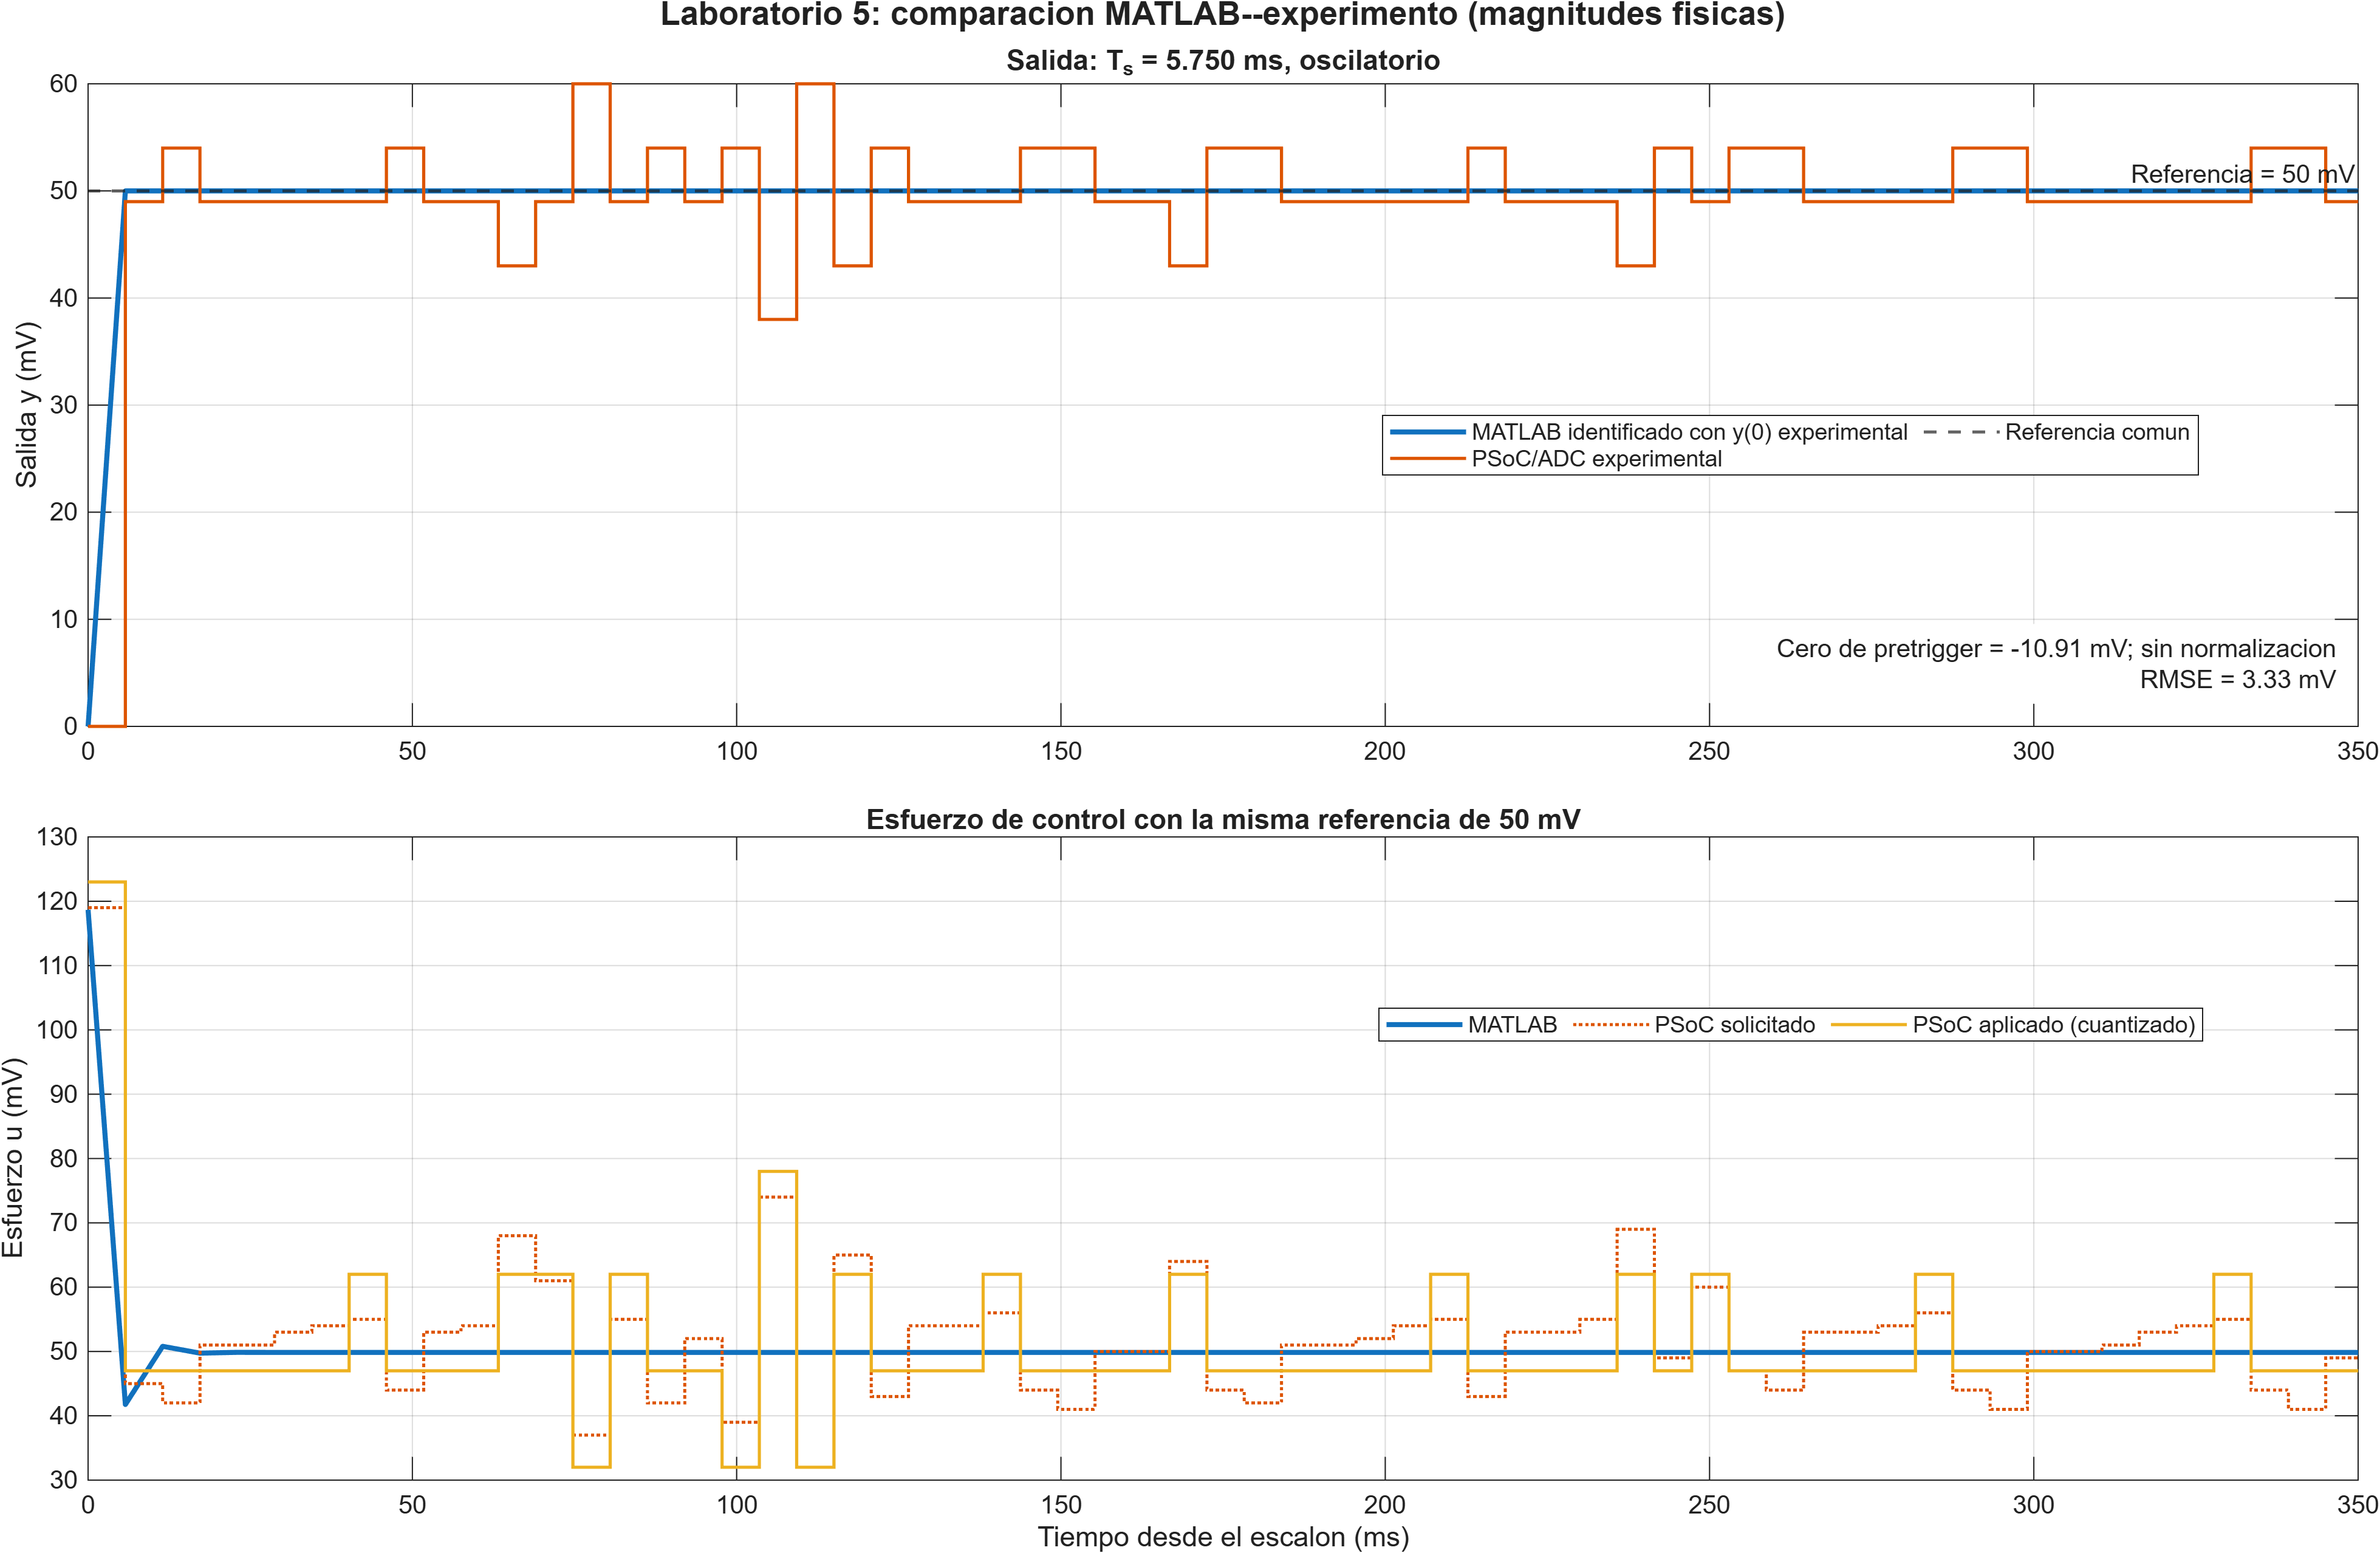 Laboratorio 5: comparacion MATLAB--experimento (magnitudes fisicas)
Salida: Ts = 5.750 ms, oscilatorio
60
50
40
30
20
10
0
Salida y (mV)
Referencia = 50 mV
MATLAB identificado con y(0) experimental
Referencia comun
PSoC/ADC experimental
Cero de pretrigger = -10.91 mV; sin normalizacion
RMSE = 3.33 mV
0 50 100 150 200 250 300 350
Esfuerzo de control con la misma referencia de 50 mV
130
120
110
100
90
80
70
60
50
40
30
Esfuerzo u (mV)
MATLAB PSoC solicitado PSoC aplicado (cuantizado)
0 50 100 150 200 250 300 350
Tiempo desde el escalon (ms)